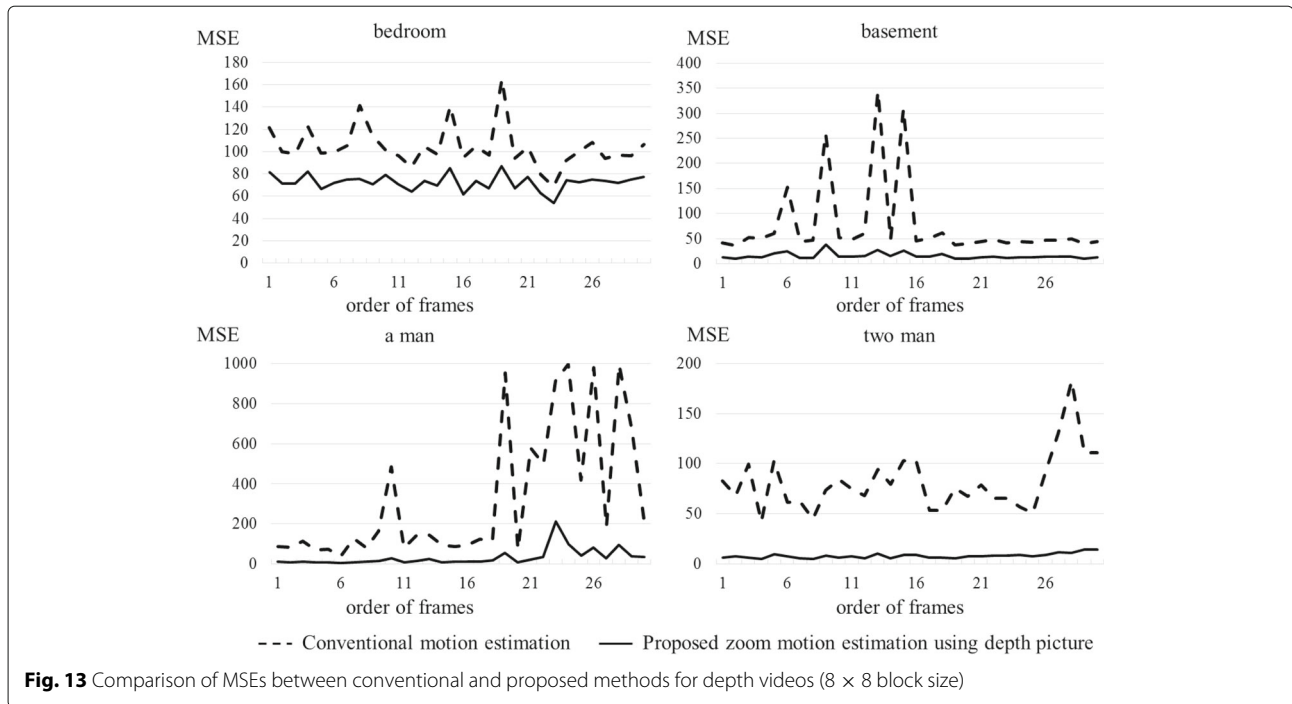 MSE
bedroom
180
160
140
120
100
80
60
40
20
0
1 6 11 16 21 26
order of frames
MSE
basement
400
350
300
250
200
150
100
50
0
1 6 11 16 21 26
order of frames
MSE
a man
1000
800
600
400
200
0
1 6 11 16 21 26
order of frames
MSE
two man
200
150
100
50
0
1 6 11 16 21 26
order of frames
Conventional motion estimation
Proposed zoom motion estimation using depth picture
Fig. 13 Comparison of MSEs between conventional and proposed methods for depth videos (8 × 8 block size)